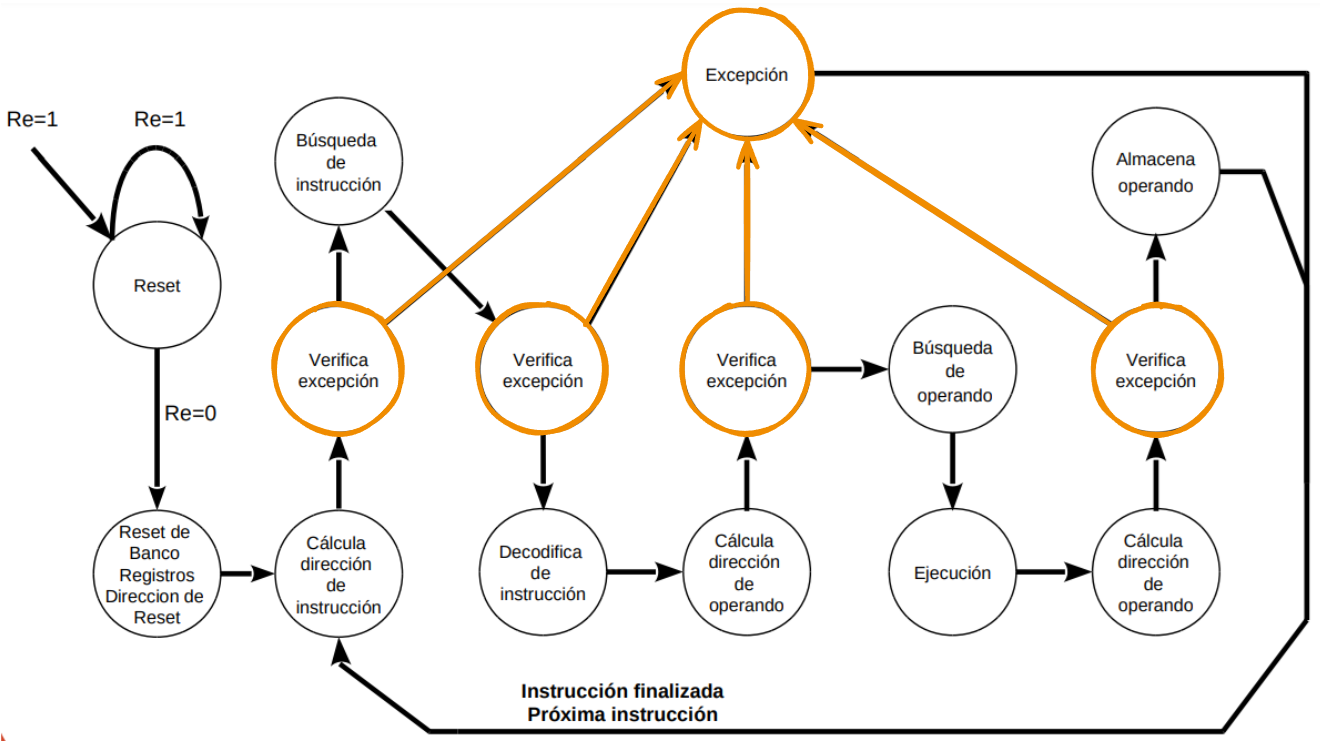 Excepción
Re=1
Re=1
Búsqueda
de
instrucción
Almacena
operando
Reset
Verifica
excepción
Verifica
excepción
Verifica
excepción
Búsqueda
de
operando
Verifica
excepción
Re=0
Reset de
Banco
Registros
Direccion de
Reset
Cálcula
dirección
de
instrucción
Decodifica
de
instrucción
Cálcula
dirección
de
operando
Ejecución
Cálcula
dirección
de
operando
Instrucción finalizada
Próxima instrucción